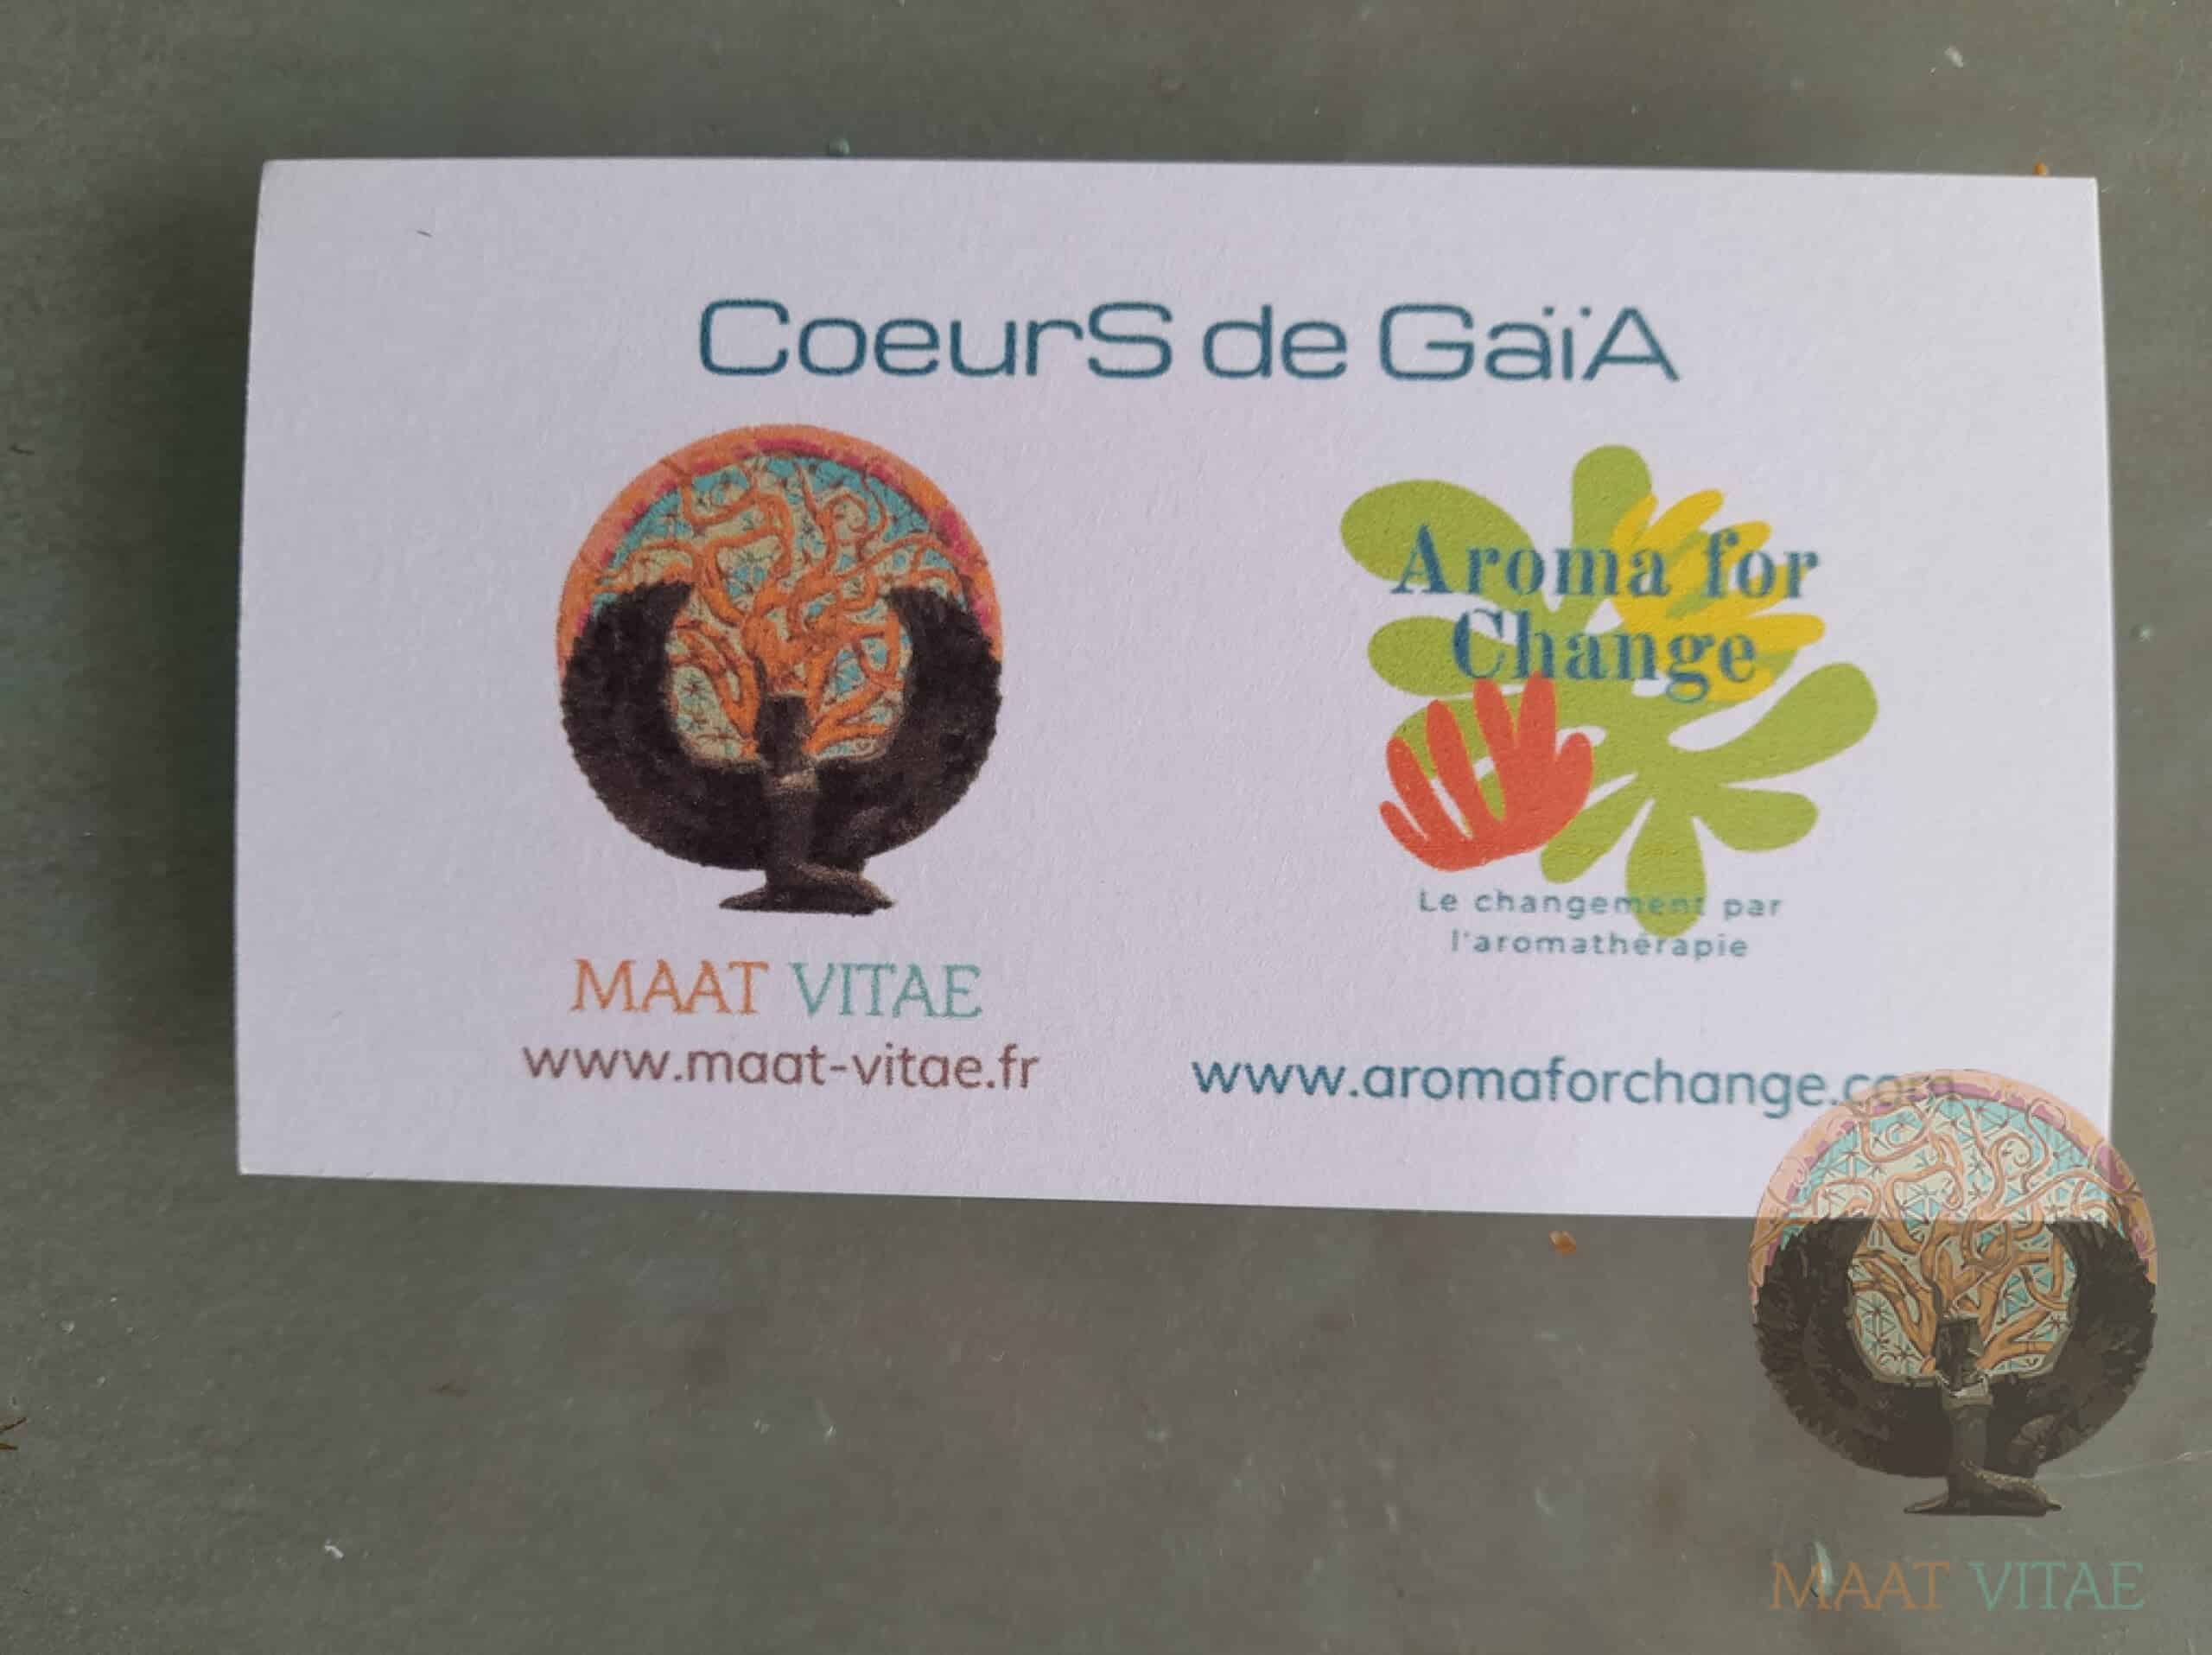 CoeurS de GaïA
Aroma for
Change
Le changement par
l'aromathérapie
MAAT VITAE
www.maat-vitae.fr
www.aromaforchange.com
MAAT VITAE